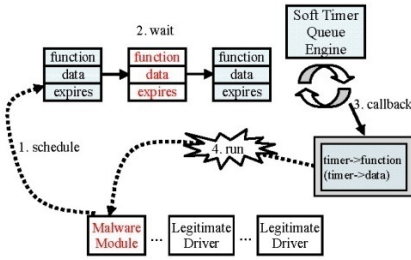 2. wait
Soft Timer
Queue
Engine
function
data
expires
function
data
expires
function
data
expires
3. callback
1. schedule
4. run
timer->function
(timer->data)
Malware
Module
...
Legitimate
Driver
...
Legitimate
Driver